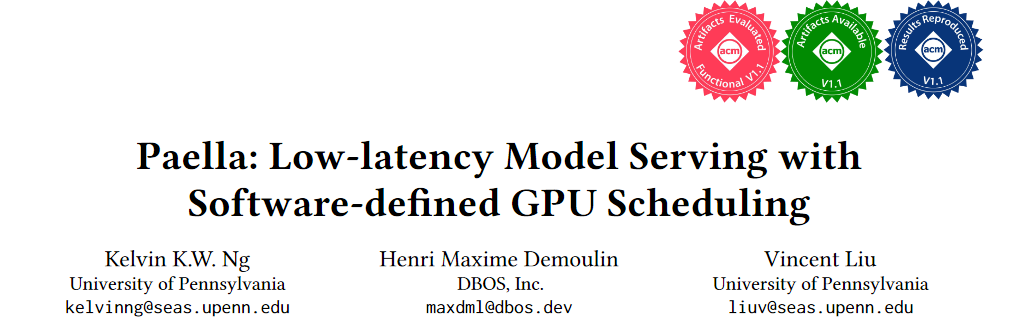 Artifacts Evaluated
acm
Functional V1.1
Artifacts Available
acm
V1.1
Results Reproduced
acm
V1.1
Paella: Low-latency Model Serving with
Software-defined GPU Scheduling
Kelvin K.W. Ng
University of Pennsylvania
kelvinng@seas.upenn.edu
Henri Maxime Demoulin
DBOS, Inc.
maxdml@dbos.dev
Vincent Liu
University of Pennsylvania
liuv@seas.upenn.edu